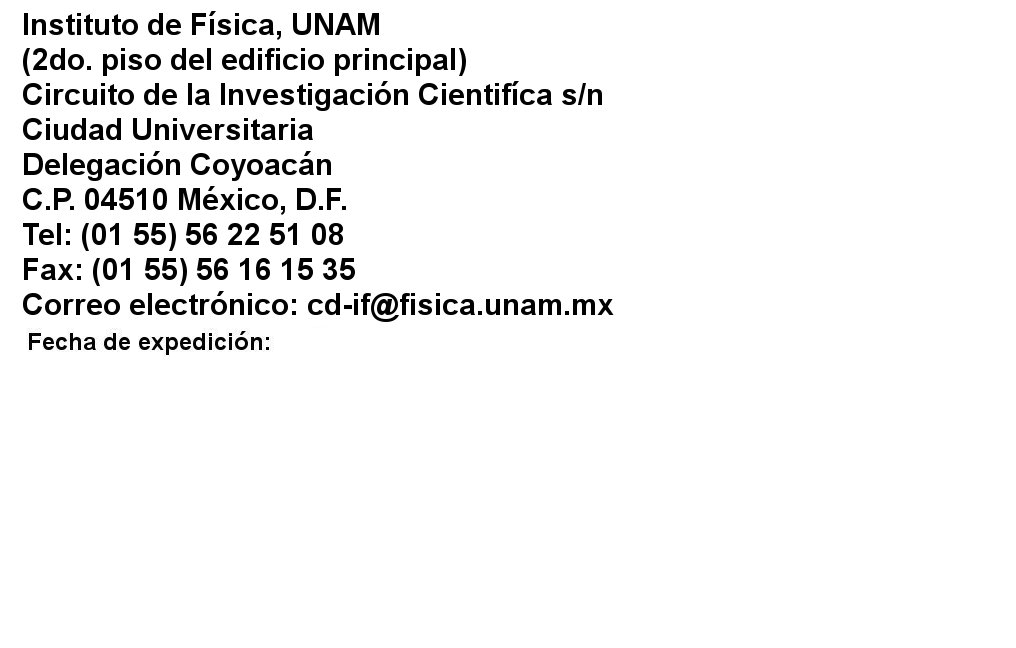 Instituto de Física, UNAM
(2do. piso del edificio principal)
Circuito de la Investigación Cientifíca s/n
Ciudad Universitaria
Delegación Coyoacán
C.P. 04510 México, D.F.
Tel: (01 55) 56 22 51 08
Fax: (01 55) 56 16 15 35
Correo electrónico: cd-if@fisica.unam.mx
Fecha de expedición: